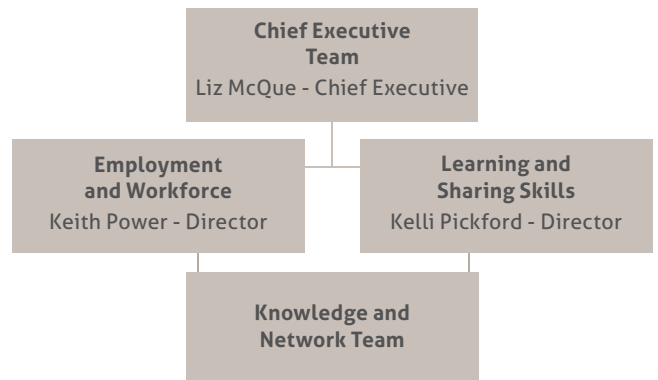 Chief Executive
Team
Liz McQue - Chief Executive
Employment
and Workforce
Keith Power - Director
Learning and
Sharing Skills
Kelli Pickford - Director
Knowledge and
Network Team